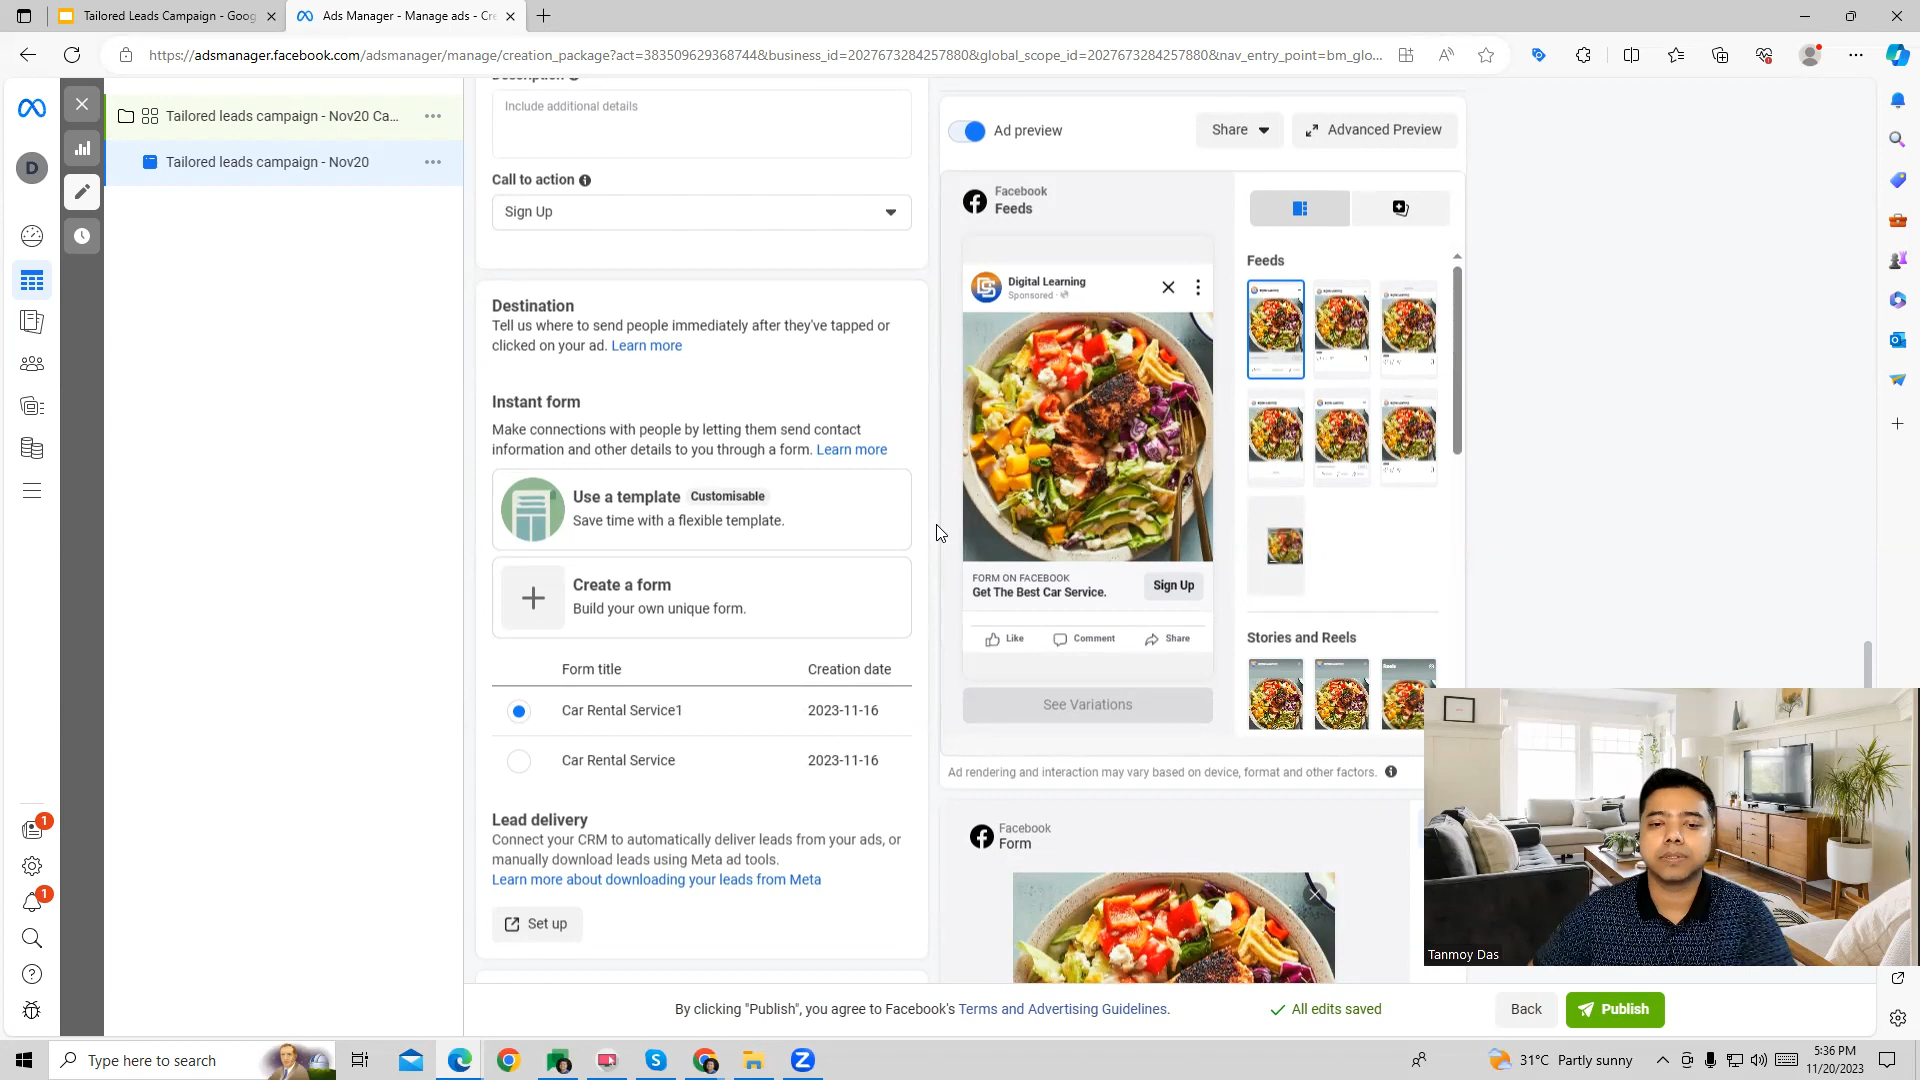 Tailored Leads Campaign - Goog
Ads Manager - Manage ads - Cre
https://adsmanager.facebook.com/adsmanager/manage/creation_package?act=383509629368744&business_id=2027673284257880&global_scope_id=2027673284257880&nav_entry_point=bm_glo...
D
1
1
Tailored leads campaign - Nov20 Ca...
Tailored leads campaign - Nov20
Include additional details
Call to action
Sign Up
Destination
Tell us where to send people immediately after they've tapped or
clicked on your ad. Learn more
Instant form
Make connections with people by letting them send contact
information and other details to you through a form. Learn more
Use a template Customisable
Save time with a flexible template.
Create a form
Build your own unique form.
Form title Creation date
Car Rental Service1 2023-11-16
Car Rental Service 2023-11-16
Lead delivery
Connect your CRM to automatically deliver leads from your ads, or
manually download leads using Meta ad tools.
Learn more about downloading your leads from Meta
Set up
Ad preview
Share
Advanced Preview
Facebook
Feeds
Digital Learning
Sponsored
FORM ON FACEBOOK
Get The Best Car Service.
Sign Up
Like Comment Share
See Variations
Feeds
Stories and Reels
Ad rendering and interaction may vary based on device, format and other factors.
Facebook
Form
Tanmoy Das
By clicking "Publish", you agree to Facebook's Terms and Advertising Guidelines.
All edits saved
Back
Publish
Type here to search
31°C Partly sunny
5:36 PM
11/20/2023